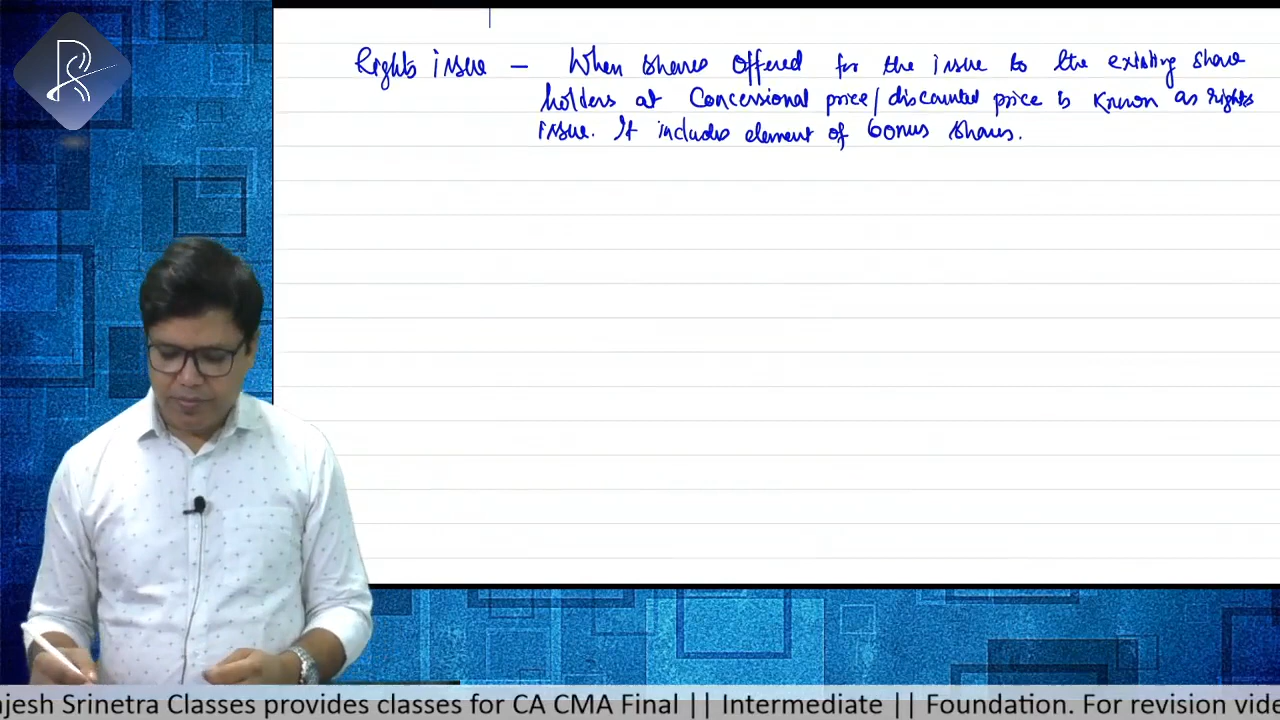 Rights issue — When shares offered for the issue to the existing share
holders at Concessional price/discounted price is known as rights
issue. It includes element of bonus shares.
jesh Srinetra Classes provides classes for CA CMA Final || Intermediate || Foundation. For revision vide